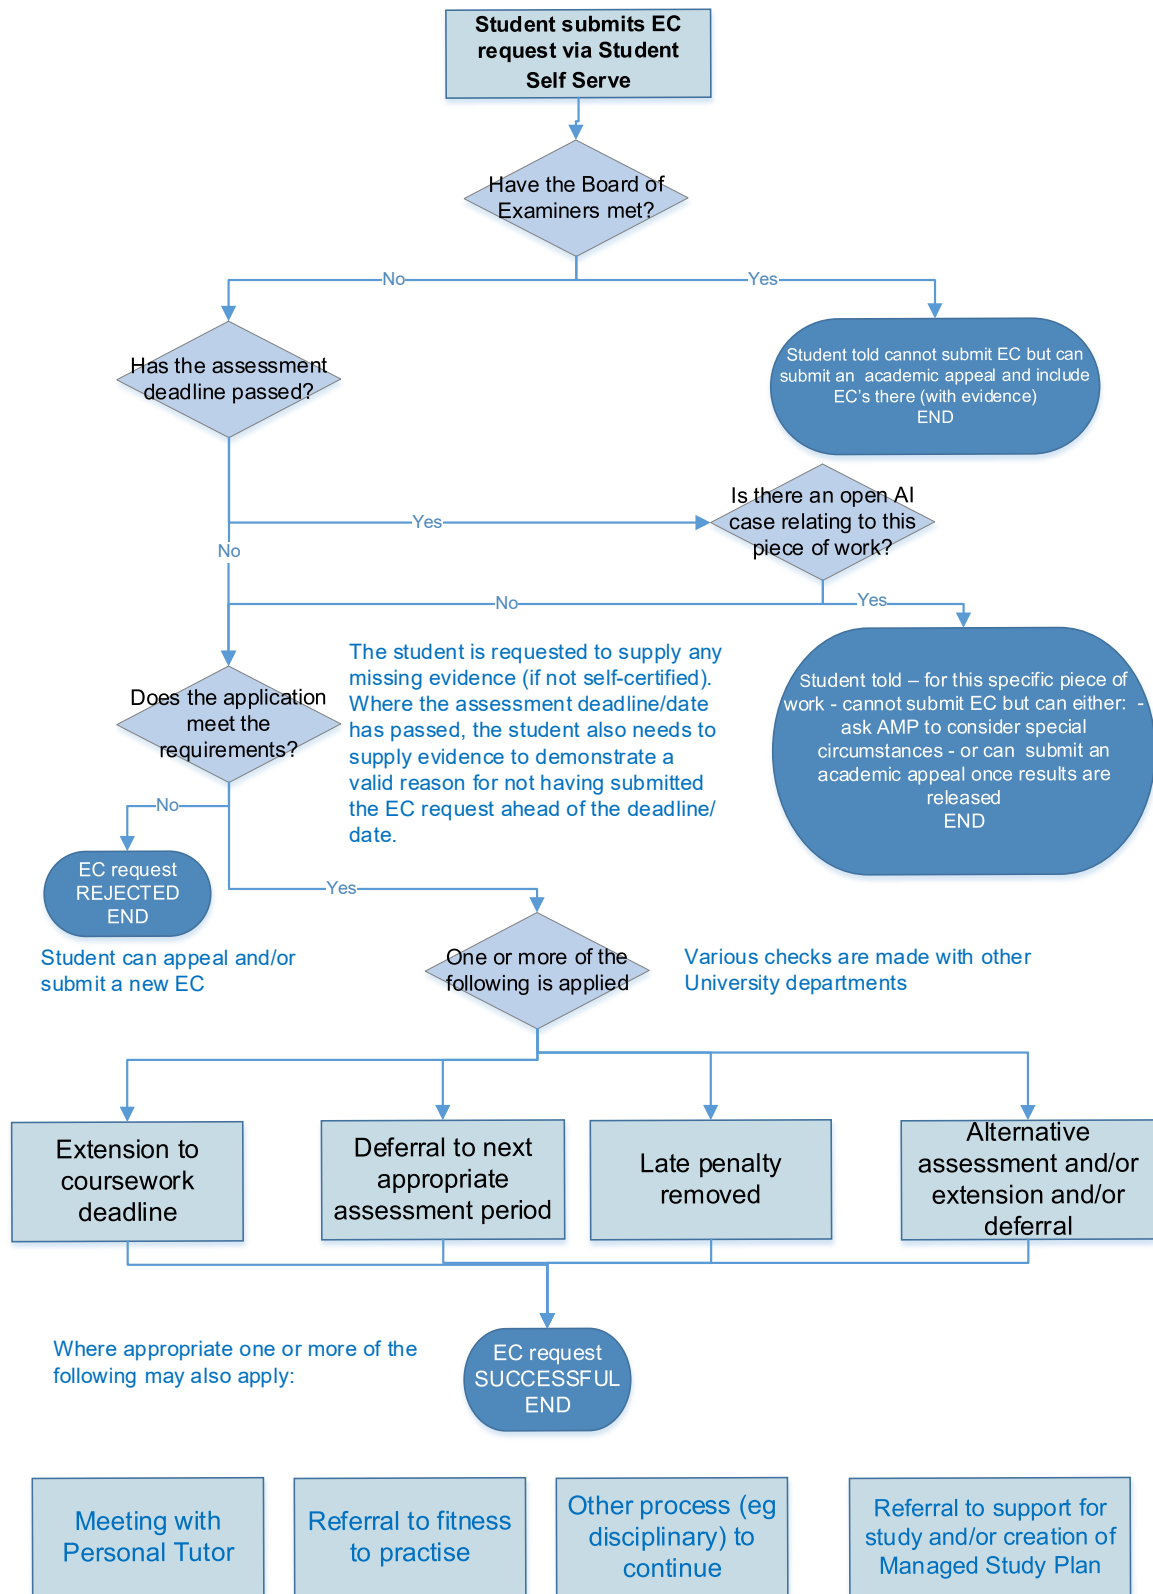 Student submits EC
request via Student
Self Serve
Have the Board of
Examiners met?
No
Yes
Has the assessment
deadline passed?
Student told cannot submit EC but can
submit an academic appeal and include
EC's there (with evidence)
END
Is there an open AI
case relating to this
piece of work?
Yes
No
No
Yes
The student is requested to supply any
missing evidence (if not self-certified).
Where the assessment deadline/date
has passed, the student also needs to
supply evidence to demonstrate a
valid reason for not having submitted
the EC request ahead of the deadline/
date.
Does the application
meet the
requirements?
Student told – for this specific piece of
work - cannot submit EC but can either: -
ask AMP to consider special
circumstances - or can submit an
academic appeal once results are
released
END
No
EC request
REJECTED
END
Yes
Student can appeal and/or
submit a new EC
One or more of the
following is applied
Various checks are made with other
University departments
Extension to
coursework
deadline
Deferral to next
appropriate
assessment period
Late penalty
removed
Alternative
assessment and/or
extension and/or
deferral
Where appropriate one or more of the
following may also apply:
EC request
SUCCESSFUL
END
Meeting with
Personal Tutor
Referral to fitness
to practise
Other process (eg
disciplinary) to
continue
Referral to support for
study and/or creation of
Managed Study Plan